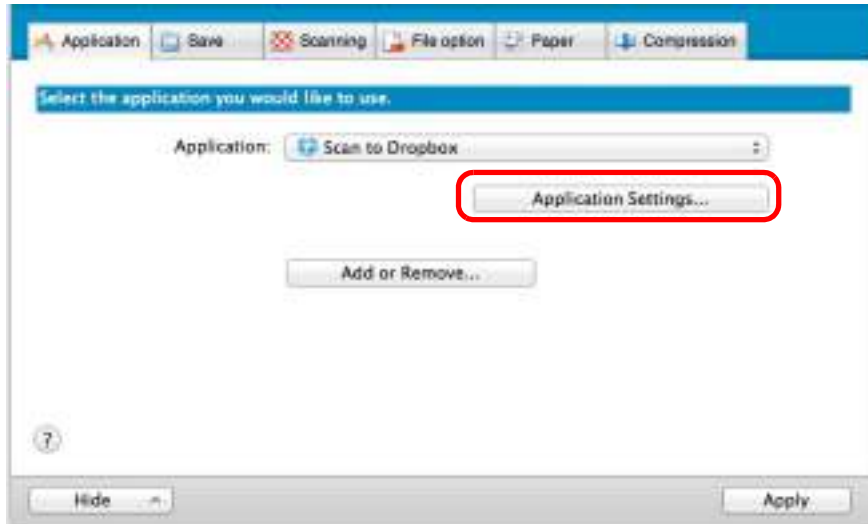 Application Save Scanning File option Paper Compression
Select the application you would like to use.
Application: Scan to Dropbox
Application Settings...
Add or Remove...
?
Hide Apply